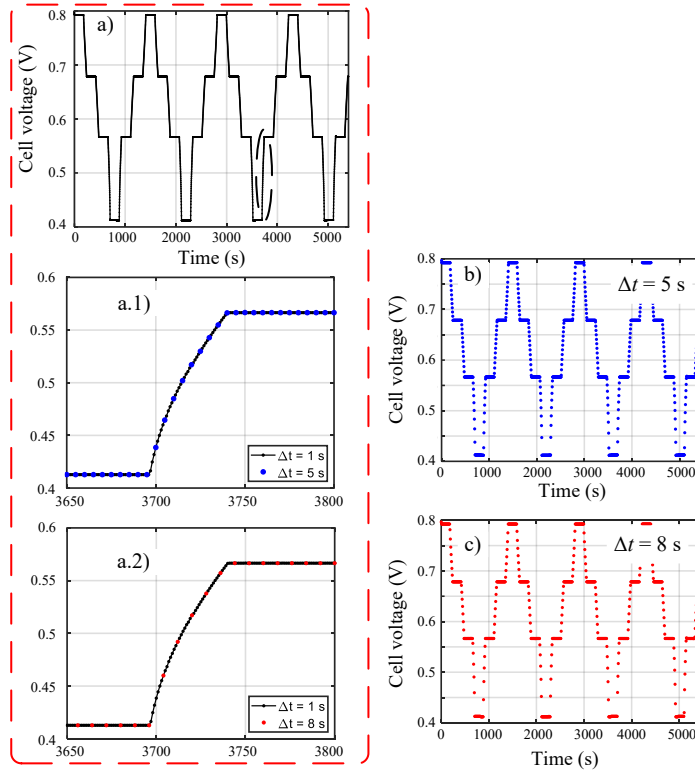 a)
Cell voltage (V)
0.8
0.7
0.6
0.5
0.4
0 1000 2000 3000 4000 5000
Time (s)
a.1)
0.6
0.55
0.5
0.45
0.4
3650 3700 3750 3800
Δt = 1 s
Δt = 5 s
a.2)
0.6
0.55
0.5
0.45
0.4
3650 3700 3750 3800
Δt = 1 s
Δt = 8 s
b)
Δt = 5 s
Cell voltage (V)
0.8
0.7
0.6
0.5
0.4
0 1000 2000 3000 4000 5000
Time (s)
c)
Δt = 8 s
Cell voltage (V)
0.8
0.7
0.6
0.5
0.4
0 1000 2000 3000 4000 5000
Time (s)